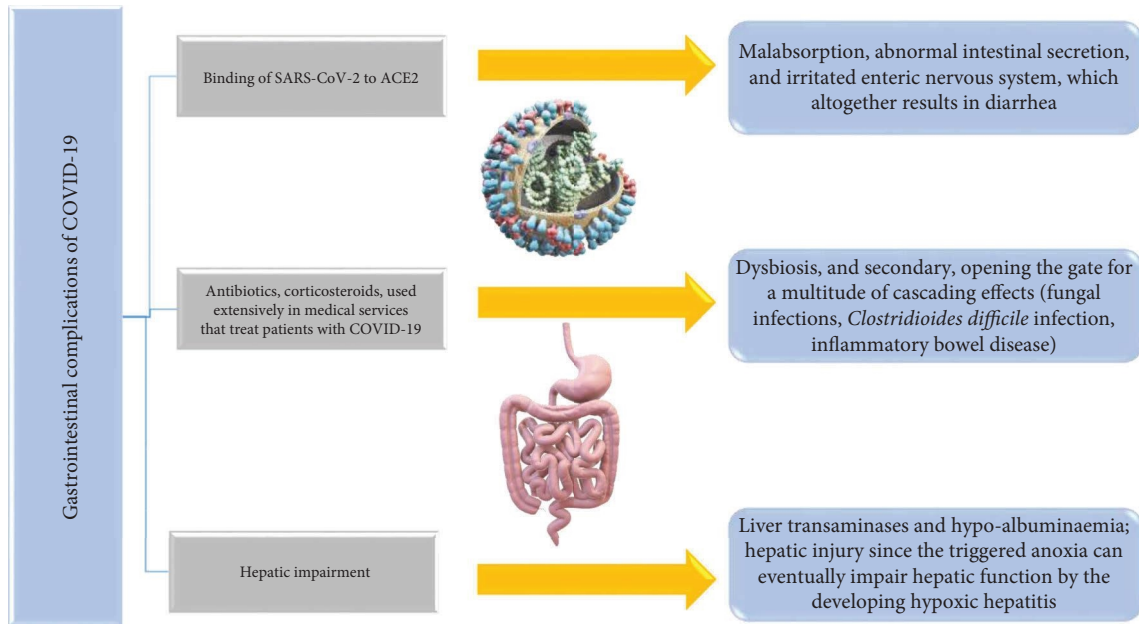 Gastrointestinal complications of COVID-19
Binding of SARS-CoV-2 to ACE2
Malabsorption, abnormal intestinal secretion,
and irritated enteric nervous system, which
altogether results in diarrhea
Antibiotics, corticosteroids, used
extensively in medical services
that treat patients with COVID-19
Dysbiosis, and secondary, opening the gate for
a multitude of cascading effects (fungal
infections, Clostridioides difficile infection,
inflammatory bowel disease)
Hepatic impairment
Liver transaminases and hypo-albuminaemia;
hepatic injury since the triggered anoxia can
eventually impair hepatic function by the
developing hypoxic hepatitis